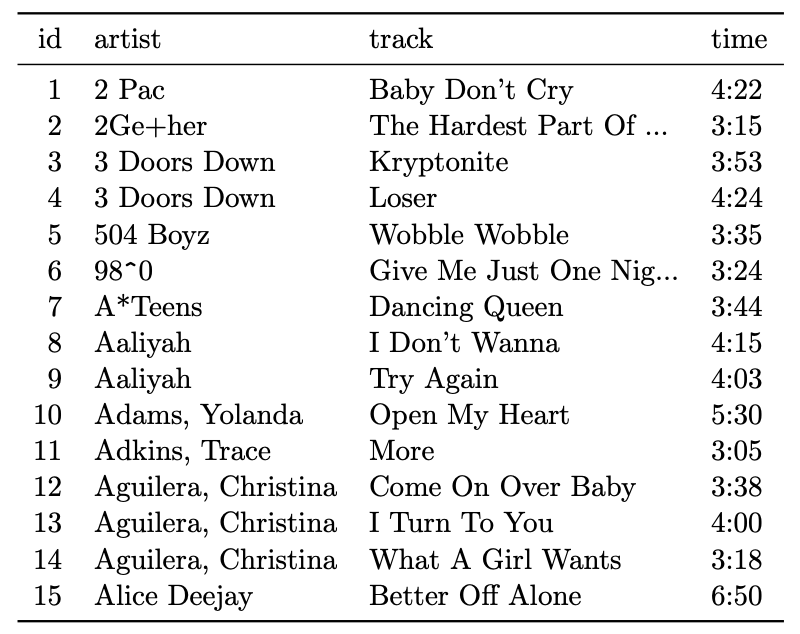 id artist track time
1 2 Pac Baby Don't Cry 4:22
2 2Ge+her The Hardest Part Of ... 3:15
3 3 Doors Down Kryptonite 3:53
4 3 Doors Down Loser 4:24
5 504 Boyz Wobble Wobble 3:35
6 98^0 Give Me Just One Nig... 3:24
7 A*Teens Dancing Queen 3:44
8 Aaliyah I Don't Wanna 4:15
9 Aaliyah Try Again 4:03
10 Adams, Yolanda Open My Heart 5:30
11 Adkins, Trace More 3:05
12 Aguilera, Christina Come On Over Baby 3:38
13 Aguilera, Christina I Turn To You 4:00
14 Aguilera, Christina What A Girl Wants 3:18
15 Alice Deejay Better Off Alone 6:50